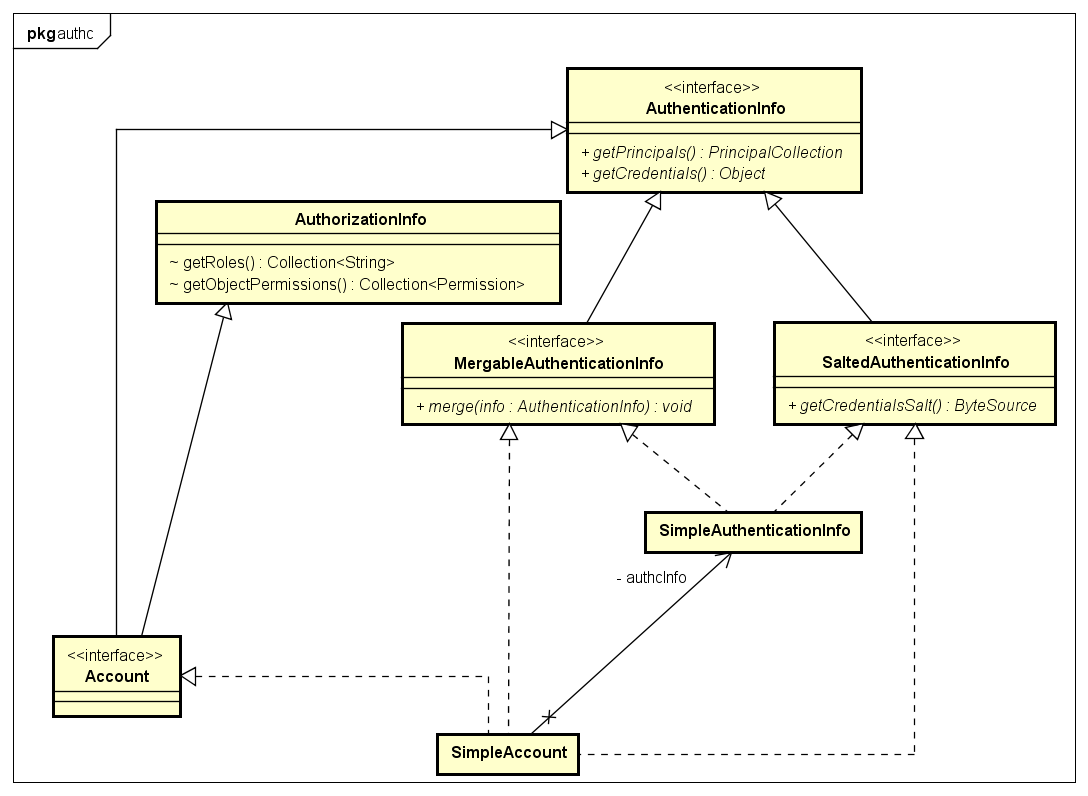 pkg authc
<<interface>>
AuthenticationInfo
+ getPrincipals() : PrincipalCollection
+ getCredentials() : Object
AuthorizationInfo
~ getRoles() : Collection<String>
~ getObjectPermissions() : Collection<Permission>
<<interface>>
MergableAuthenticationInfo
+ merge(info : AuthenticationInfo) : void
<<interface>>
SaltedAuthenticationInfo
+ getCredentialsSalt() : ByteSource
SimpleAuthenticationInfo
- authcInfo
<<interface>>
Account
SimpleAccount